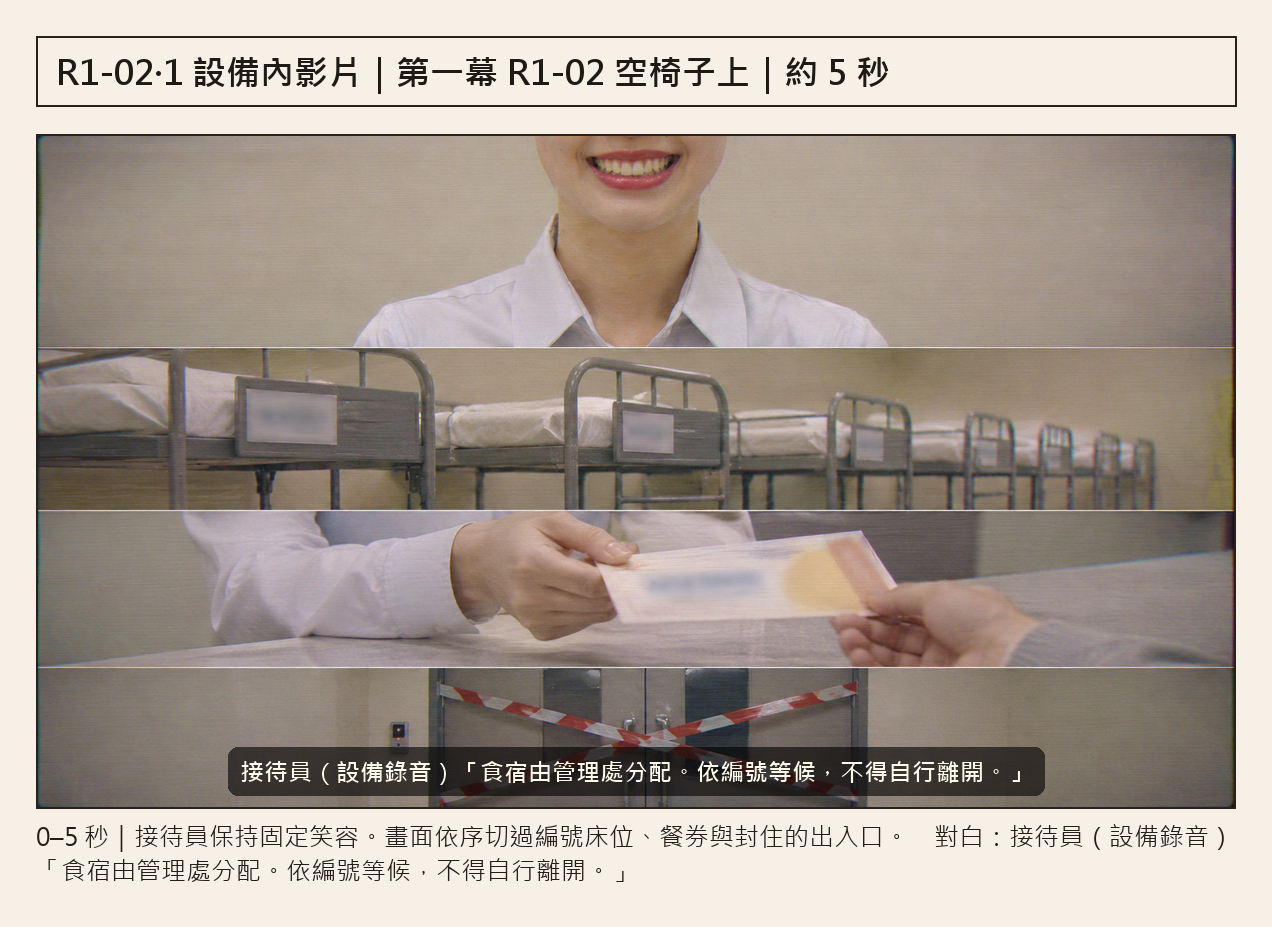 R1-02·1 設備內影片｜第一幕 R1-02 空椅子上｜約 5 秒
接待員（設備錄音）「食宿由管理處分配。依編號等候，不得自行離開。」
0–5 秒｜接待員保持固定笑容。畫面依序切過編號床位、餐券與封住的出入口。　對白：接待員（設備錄音）
「食宿由管理處分配。依編號等候，不得自行離開。」